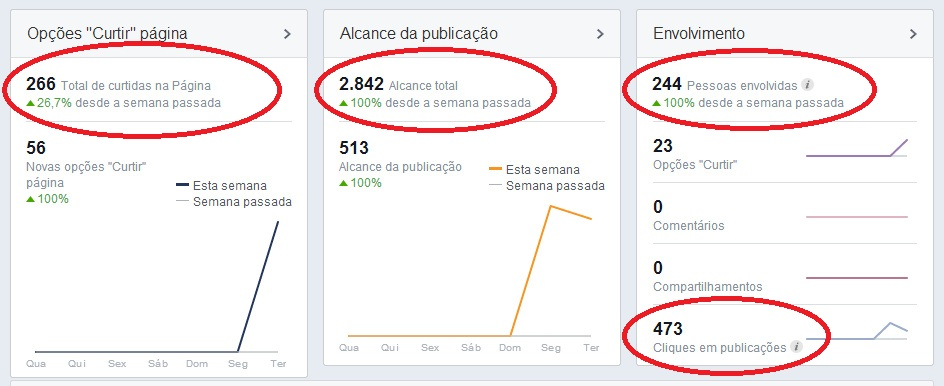 Opções "Curtir" página
266 Total de curtidas na Página
26,7% desde a semana passada
56
Novas opções "Curtir"
página
100%
Esta semana
Semana passada
Qua Qui Sex Sáb Dom Seg Ter
Alcance da publicação
2.842 Alcance total
100% desde a semana passada
513
Alcance da publicação
100%
Esta semana
Semana passada
Qua Qui Sex Sáb Dom Seg Ter
Envolvimento
244 Pessoas envolvidas
100% desde a semana passada
23
Opções "Curtir"
0
Comentários
0
Compartilhamentos
473
Cliques em publicações